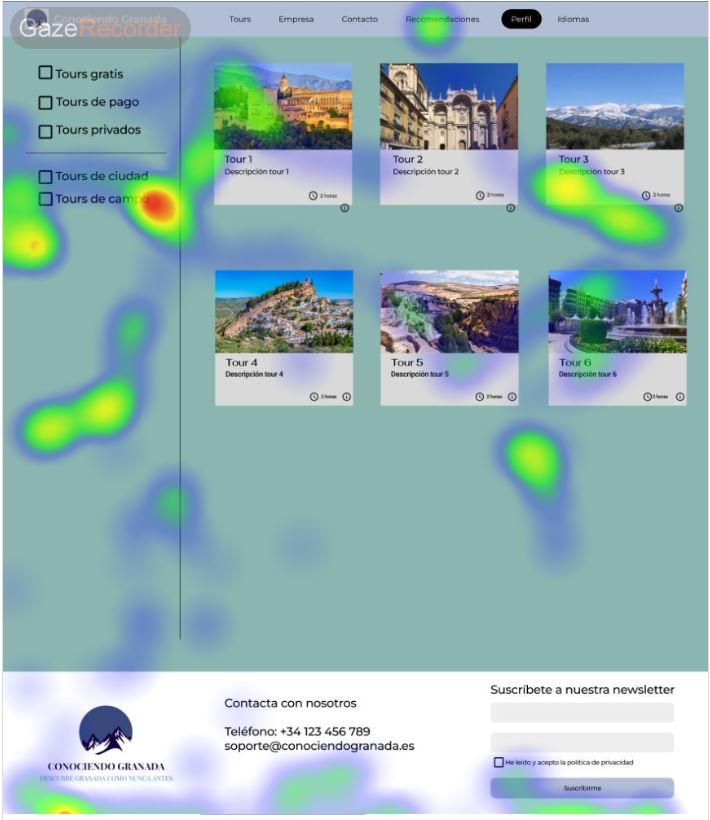 Conociendo Granada
GazeRecorder
Tours
Empresa
Contacto
Recomendaciones
Perfil
Idiomas
Tours gratis
Tours de pago
Tours privados
Tours de ciudad
Tours de campo
Tour 1
Descripción tour 1
2 horas
Tour 2
Descripción tour 2
2 horas
Tour 3
Descripción tour 3
2 horas
Tour 4
Descripción tour 4
2 horas
Tour 5
Descripción tour 5
2 horas
Tour 6
Descripción tour 6
2 horas
CONOCIENDO GRANADA
DESCUBRE GRANADA COMO NUNCA ANTES
Contacta con nosotros
Teléfono: +34 123 456 789
soporte@conociendogranada.es
Suscríbete a nuestra newsletter
He leído y acepto la política de privacidad
Suscribirme